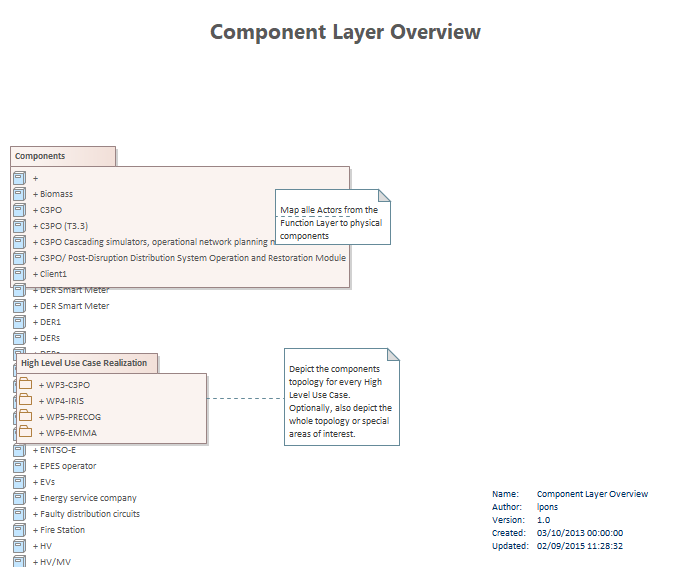 Component Layer Overview
Components
+
+ Biomass
+ C3PO
+ C3PO (T3.3)
+ C3PO Cascading simulators, operational network planning
+ C3PO/ Post-Disruption Distribution System Operation and Restoration Module
+ Client1
Map alle Actors from the
Function Layer to physical
components
+ DER Smart Meter
+ DER Smart Meter
+ DER1
+ DERs
+ DERs
High Level Use Case Realization
+ WP3-C3PO
+ WP4-IRIS
+ WP5-PRECOG
+ WP6-EMMA
Depict the components
topology for every High
Level Use Case.
Optionally, also depict the
whole topology or special
areas of interest.
+ ENTSO-E
+ EPES operator
+ EVs
+ Energy service company
+ Faulty distribution circuits
+ Fire Station
+ HV
+ HV/MV
Name: Component Layer Overview
Author: lpons
Version: 1.0
Created: 03/10/2013 00:00:00
Updated: 02/09/2015 11:28:32